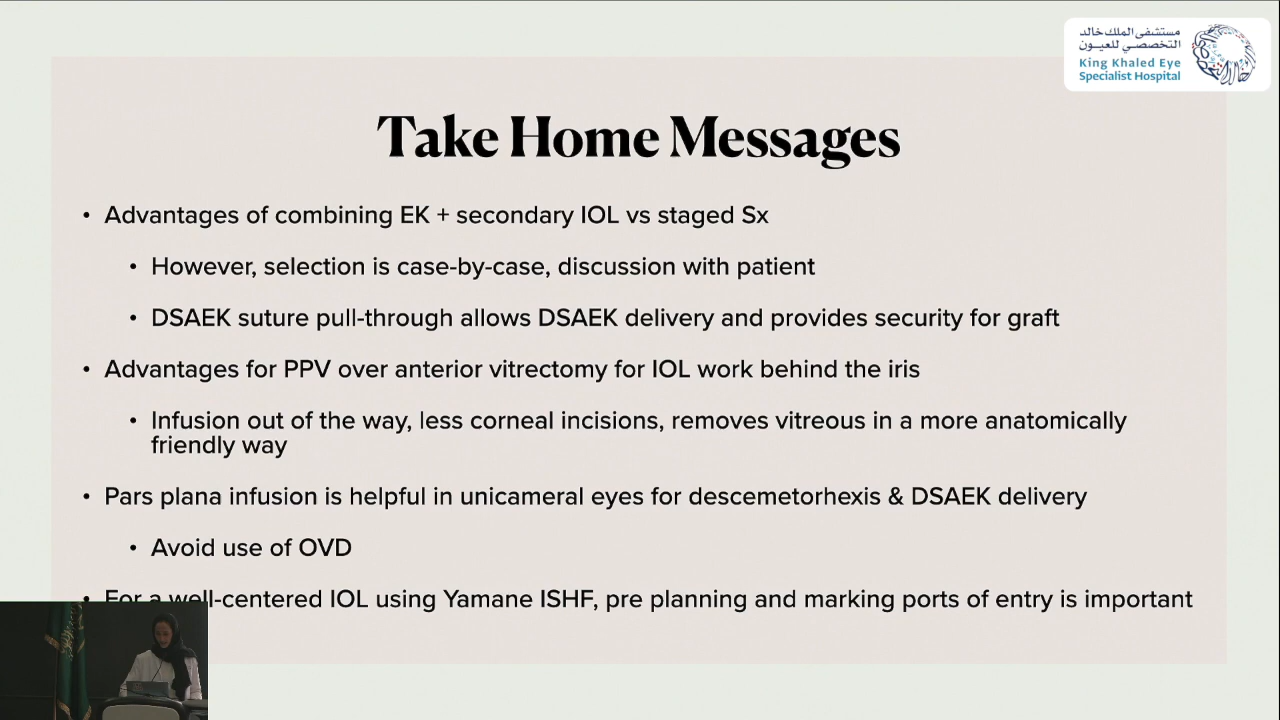 مستشفى الملك خالد
التخصصي للعيون
King Khaled Eye
Specialist Hospital
Take Home Messages
• Advantages of combining EK + secondary IOL vs staged Sx
• However, selection is case-by-case, discussion with patient
• DSAEK suture pull-through allows DSAEK delivery and provides security for graft
• Advantages for PPV over anterior vitrectomy for IOL work behind the iris
• Infusion out of the way, less corneal incisions, removes vitreous in a more anatomically
friendly way
• Pars plana infusion is helpful in unicameral eyes for descemetorhexis & DSAEK delivery
• Avoid use of OVD
• For a well-centered IOL using Yamane ISHF, pre planning and marking ports of entry is important